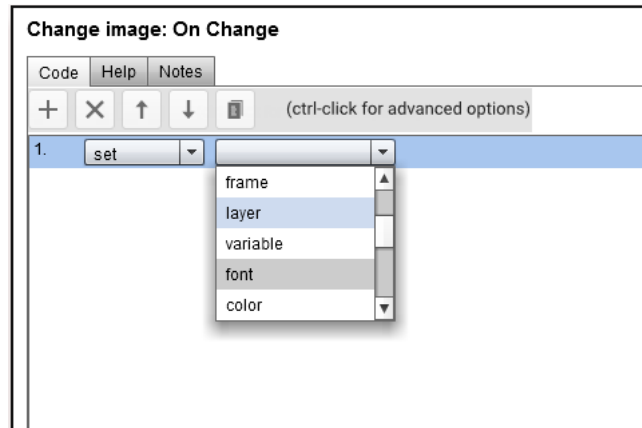 Change image: On Change
Code Help Notes
(ctrl-click for advanced options)
1. set
frame
layer
variable
font
color